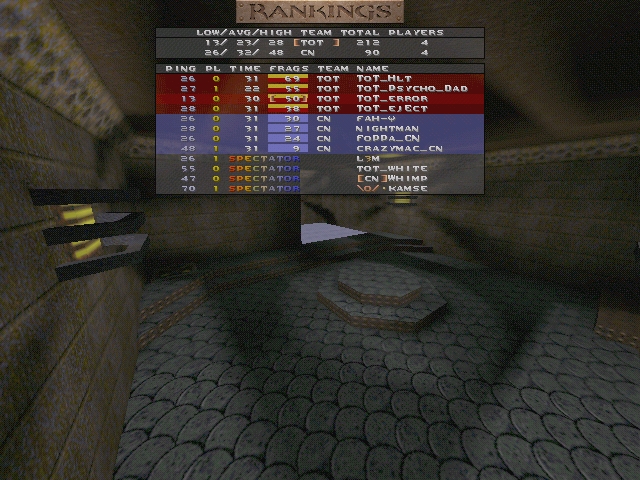 RANKINGS
LOW/AVG/HIGH TEAM TOTAL PLAYERS
13/ 23/ 28 [TOT ] 212 4
26/ 32/ 48 CN 90 4
PING PL TIME FRAGS TEAM NAME
26 0 31 69 TOT TOT_HLT
27 1 22 55 TOT TOT_PSYCHO_DAD
13 0 30 [ 50] TOT TOT_ERROR
28 0 31 38 TOT TOT_EJECT
26 0 31 30 CN FAH-Y
28 0 31 27 CN NIGHTMAN
26 0 31 24 CN FOPPA_CN
48 1 31 9 CN CRAZYMAC_CN
26 1 SPECTATOR L3M
55 0 SPECTATOR TOT_WHITE
47 0 SPECTATOR [CN]WHIMP
70 1 SPECTATOR \O/·KAMSE